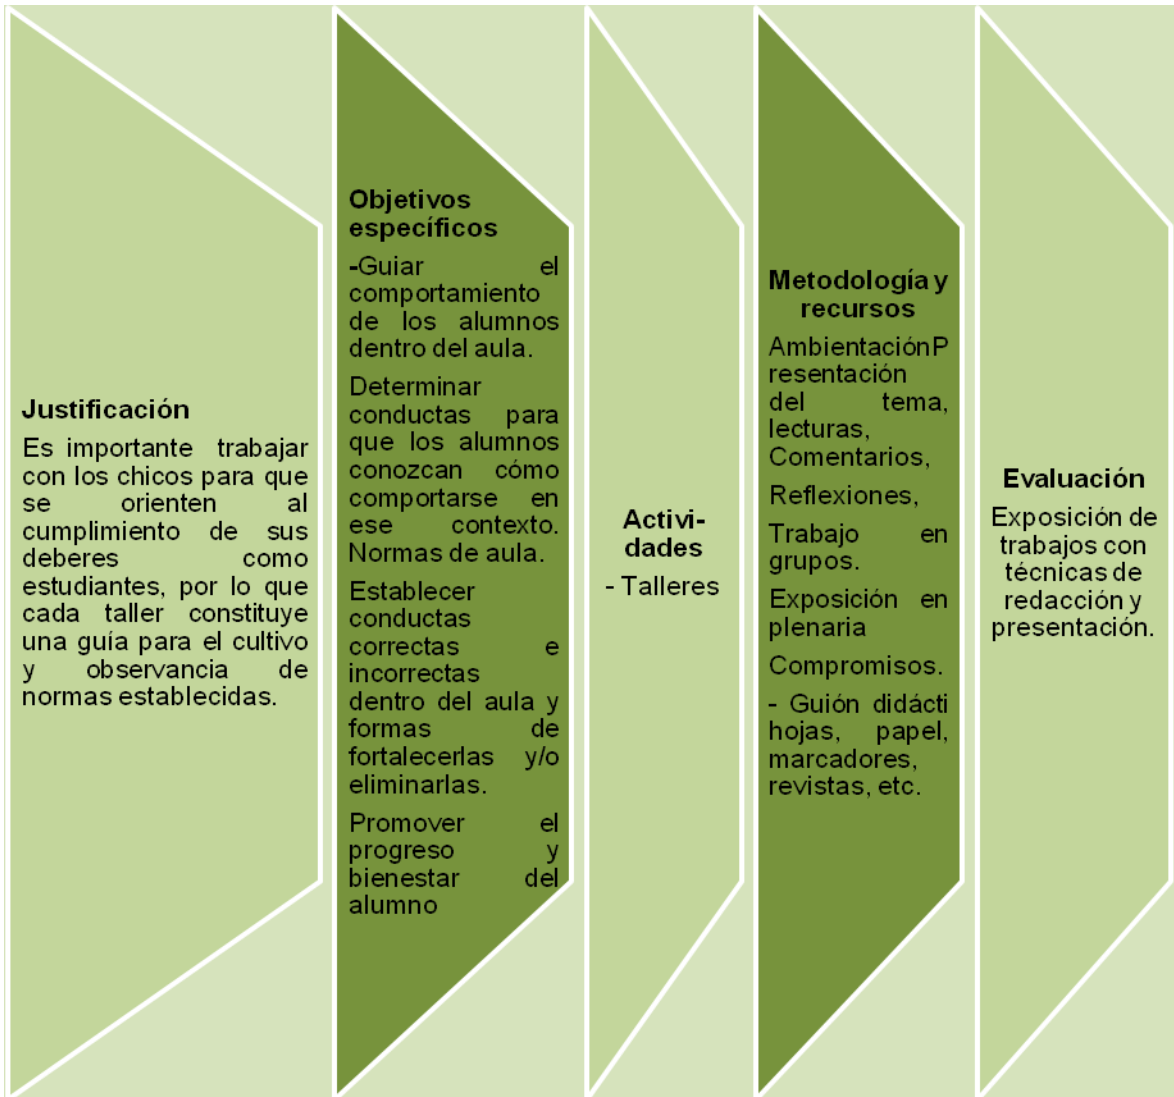 Justificación
Es importante trabajar
con los chicos para que
se orienten al
cumplimiento de sus
deberes como
estudiantes, por lo que
cada taller constituye
una guía para el cultivo
y observancia de
normas establecidas.
Objetivos
específicos
-Guiar el
comportamiento
de los alumnos
dentro del aula.
Determinar
conductas para
que los alumnos
conozcan cómo
comportarse en
ese contexto.
Normas de aula.
Establecer
conductas
correctas e
incorrectas
dentro del aula y
formas de
fortalecerlas y/o
eliminarlas.
Promover el
progreso y
bienestar del
alumno
Activi-
dades
- Talleres
Metodología y
recursos
AmbientaciónP
resentación
del tema,
lecturas,
Comentarios,
Reflexiones,
Trabajo en
grupos.
Exposición en
plenaria
Compromisos.
- Guión didácti
hojas, papel,
marcadores,
revistas, etc.
Evaluación
Exposición de
trabajos con
técnicas de
redacción y
presentación.